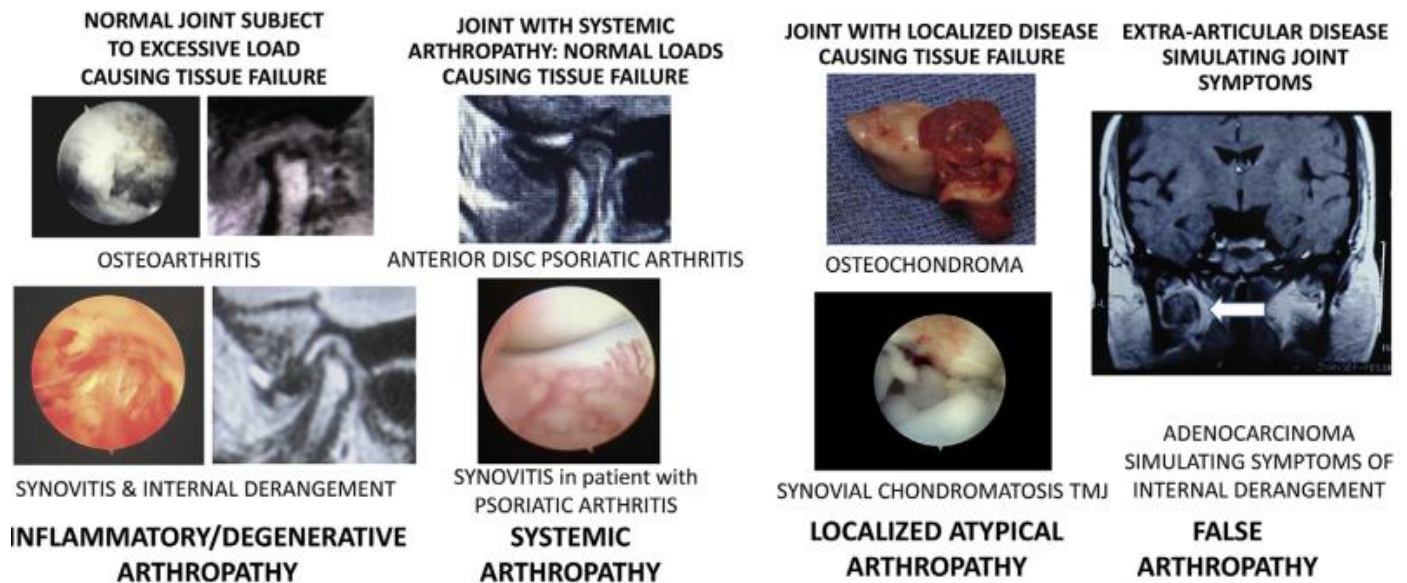 NORMAL JOINT SUBJECT
TO EXCESSIVE LOAD
CAUSING TISSUE FAILURE
OSTEOARTHRITIS
SYNOVITIS & INTERNAL DERANGEMENT
INFLAMMATORY/DEGENERATIVE
ARTHROPATHY
JOINT WITH SYSTEMIC
ARTHROPATHY: NORMAL LOADS
CAUSING TISSUE FAILURE
ANTERIOR DISC PSORIATIC ARTHRITIS
SYNOVITIS in patient with
PSORIATIC ARTHRITIS
SYSTEMIC
ARTHROPATHY
JOINT WITH LOCALIZED DISEASE
CAUSING TISSUE FAILURE
OSTEOCHONDROMA
SYNOVIAL CHONDROMATOSIS TMJ
LOCALIZED ATYPICAL
ARTHROPATHY
EXTRA-ARTICULAR DISEASE
SIMULATING JOINT
SYMPTOMS
ADENOCARCINOMA
SIMULATING SYMPTOMS OF
INTERNAL DERANGEMENT
FALSE
ARTHROPATHY